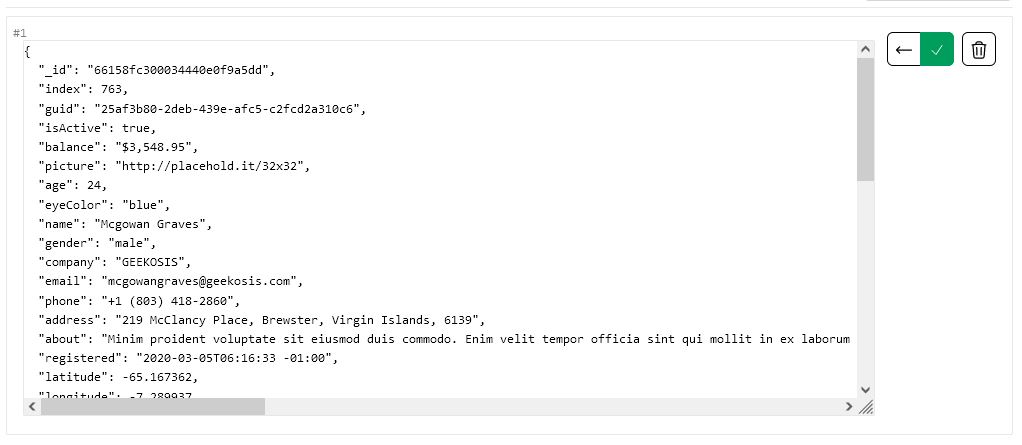 #1
{
"_id": "66158fc300034440e0f9a5dd",
"index": 763,
"guid": "25af3b80-2deb-439e-afc5-c2fcd2a310c6",
"isActive": true,
"balance": "$3,548.95",
"picture": "http://placehold.it/32x32",
"age": 24,
"eyeColor": "blue",
"name": "Mcgowan Graves",
"gender": "male",
"company": "GEEKOSIS",
"email": "mcgowangraves@geekosis.com",
"phone": "+1 (803) 418-2860",
"address": "219 McClancy Place, Brewster, Virgin Islands, 6139",
"about": "Minim proident voluptate sit eiusmod duis commodo. Enim velit tempor officia sint qui mollit in ex laborum
"registered": "2020-03-05T06:16:33 -01:00",
"latitude": -65.167362,
"longitude": -7.289937